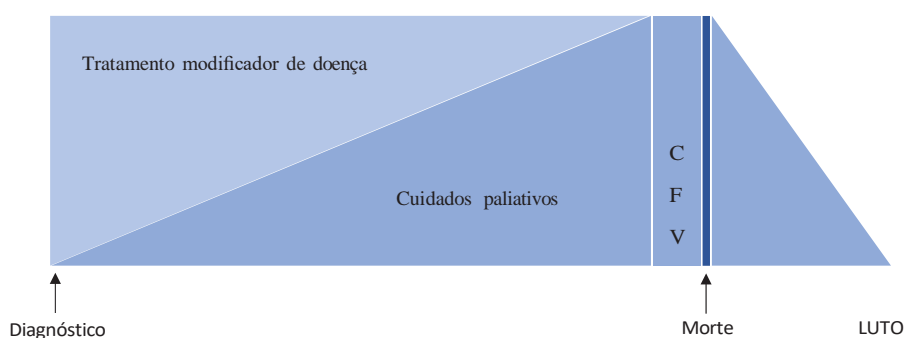 Tratamento modificador de doença
Cuidados paliativos
C
F
V
Diagnóstico
Morte
LUTO